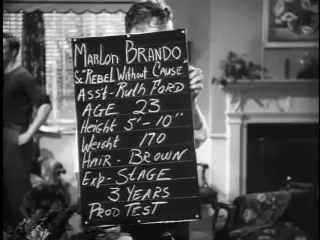 MARLON BRANDO
Sc "REBEL WITHOUT CAUSE"
ASS'T - RUTH FORD
AGE 23
Height 5'-10"
WEIGHT 170
HAIR - BROWN
EXP - STAGE
3 YEARS
PROD TEST